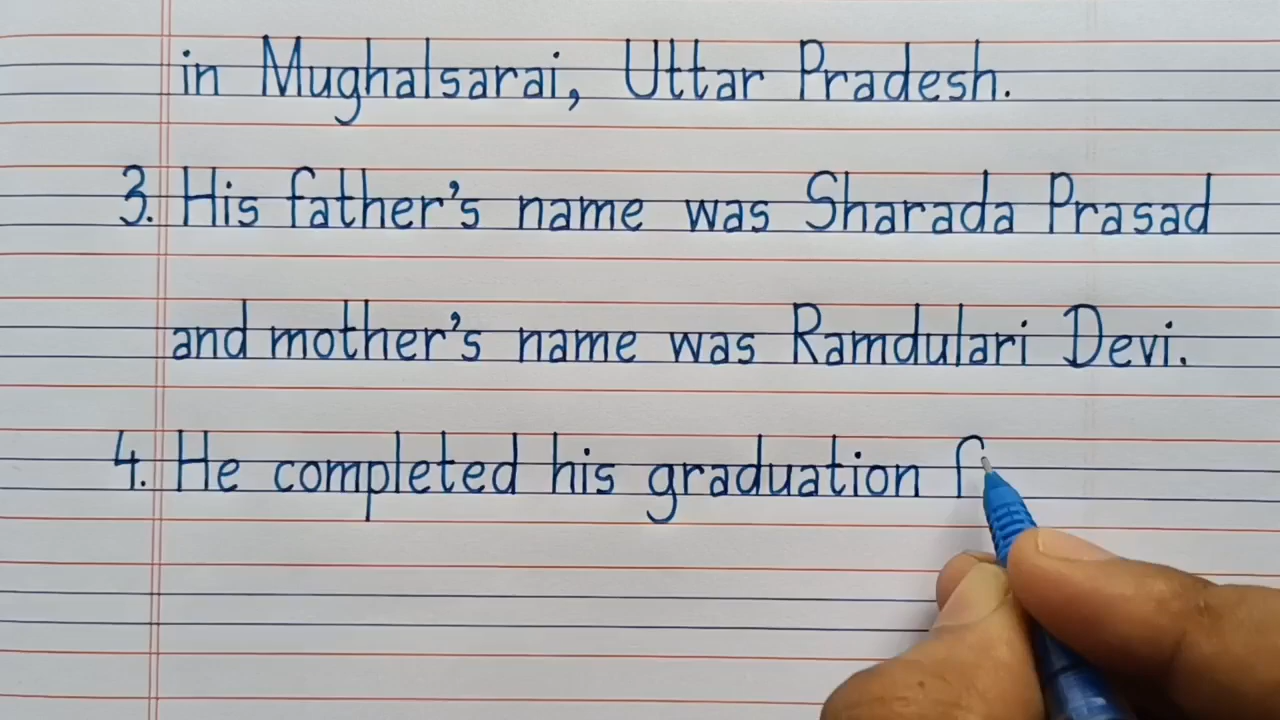 in Mughalsarai, Uttar Pradesh.
3. His father's name was Sharada Prasad
and mother's name was Ramdulari Devi.
4. He completed his graduation f